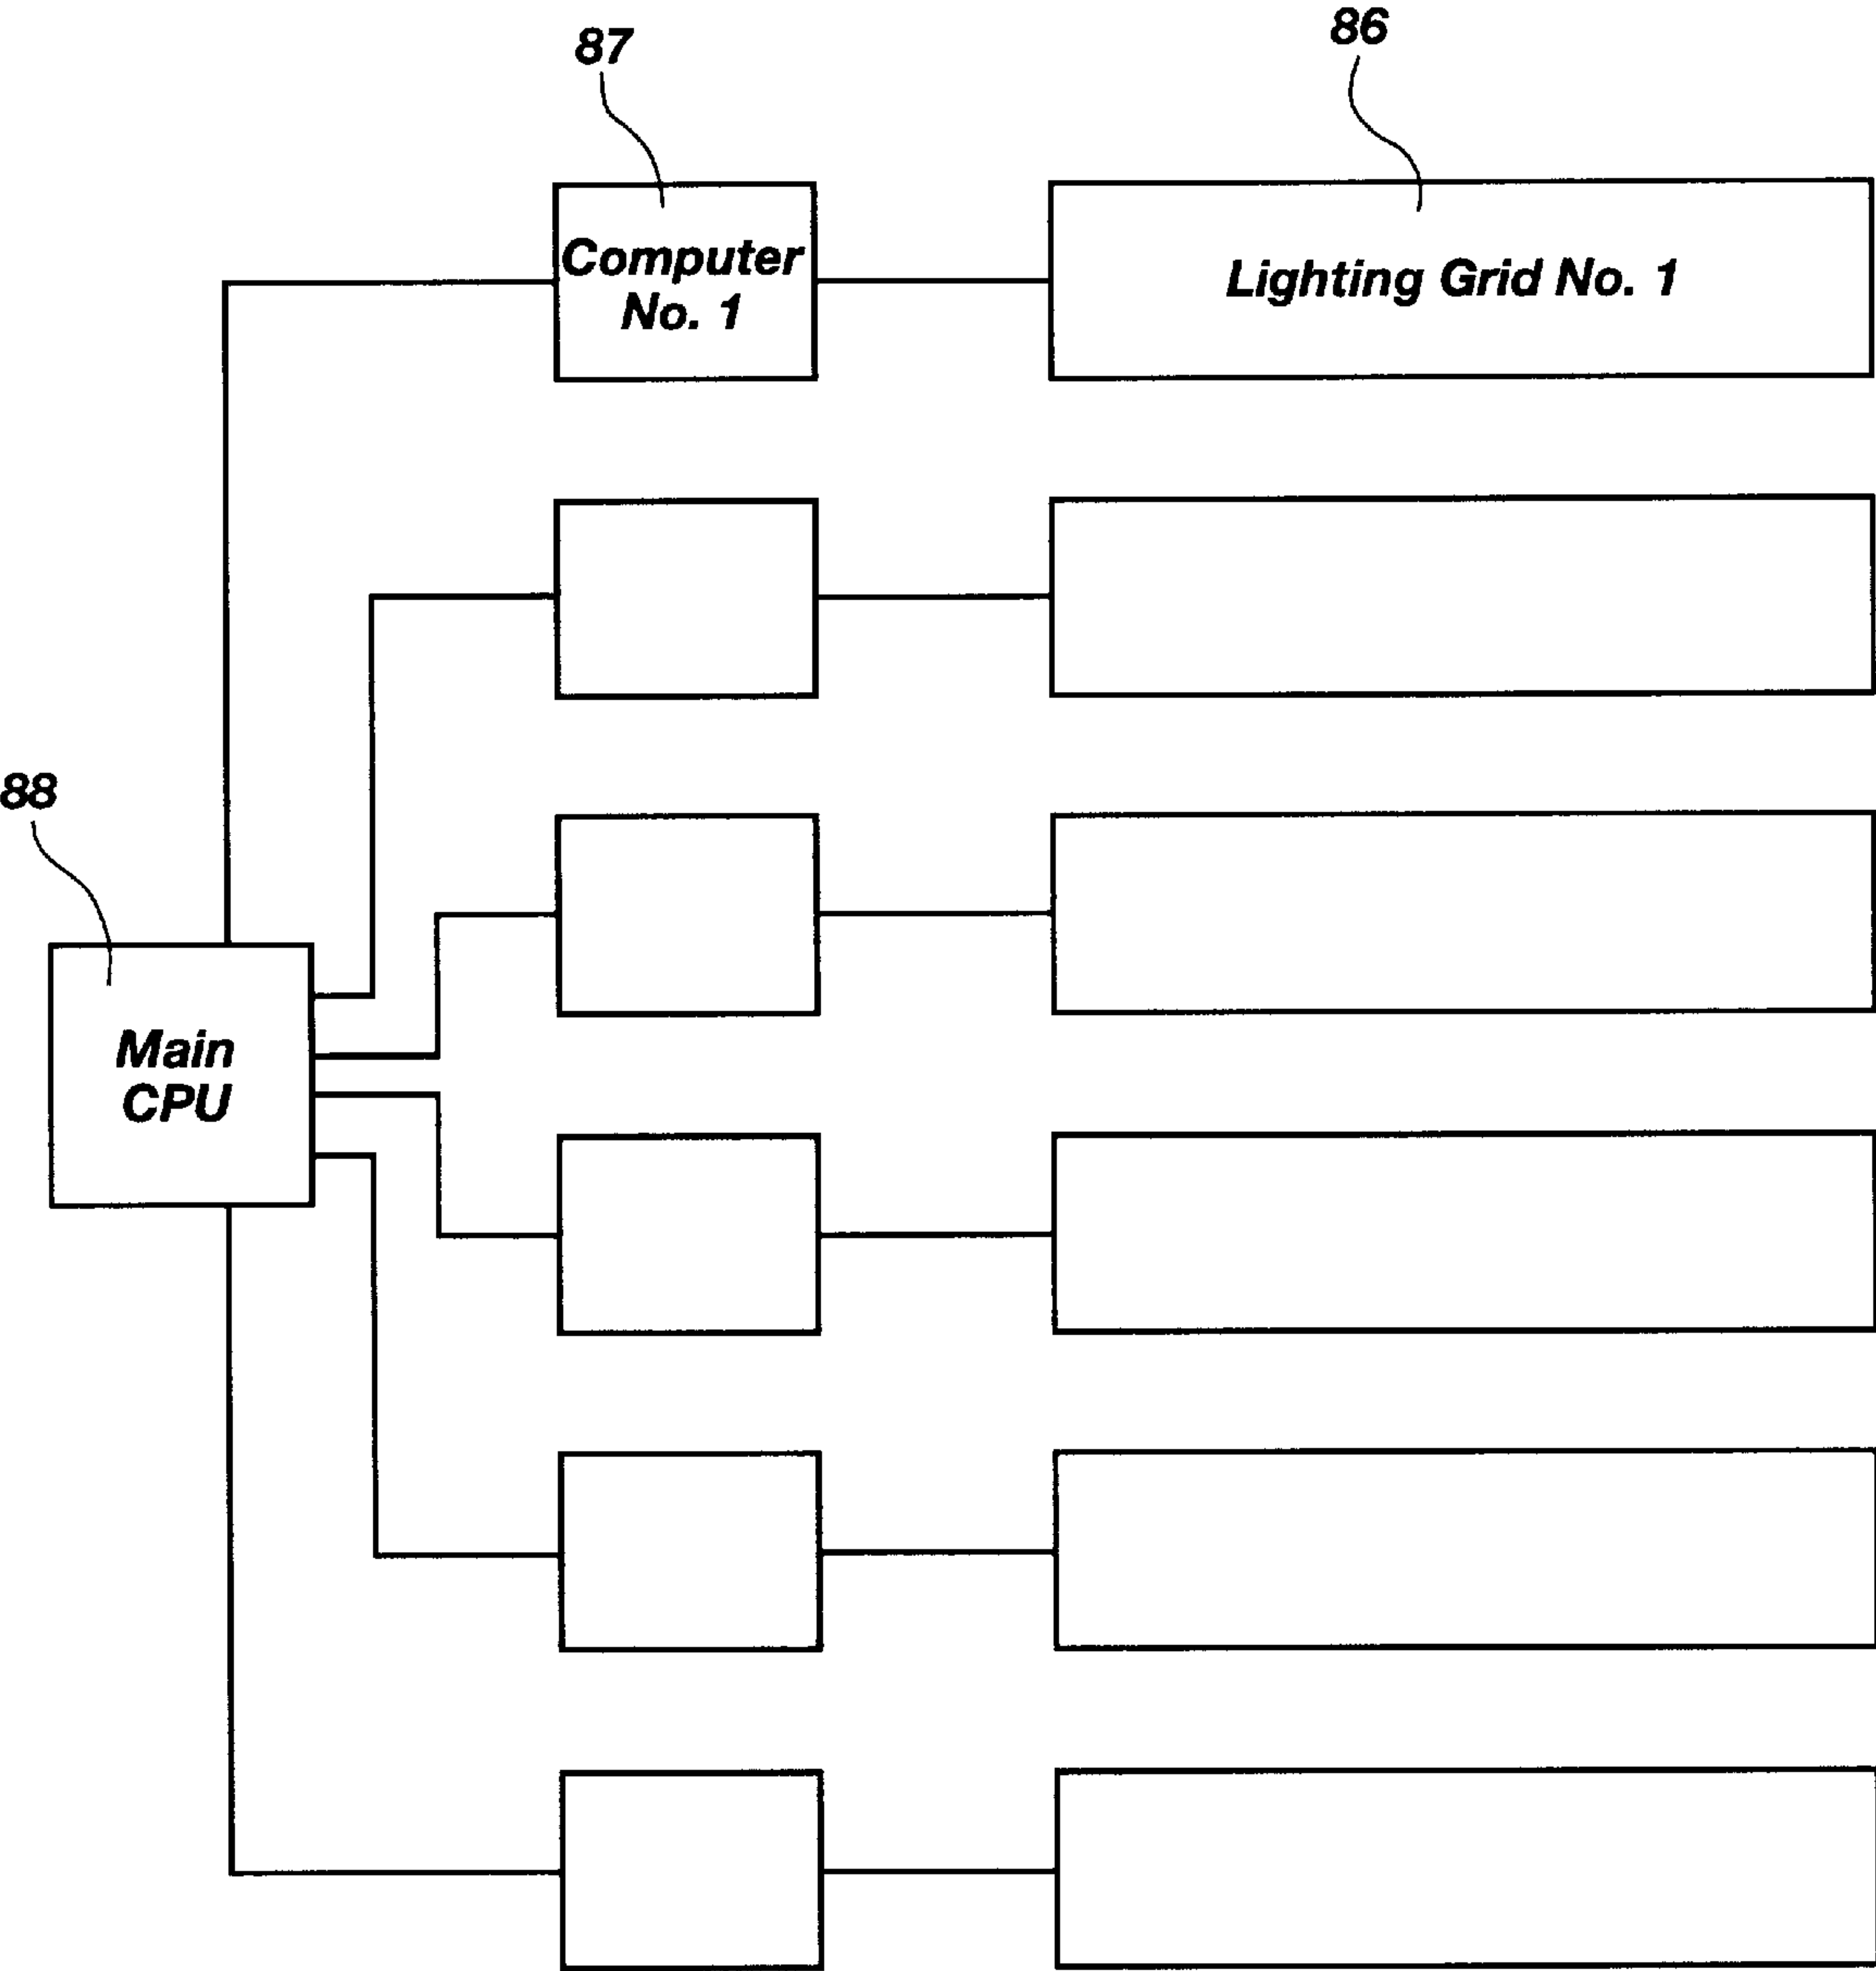 87
86
Computer
No. 1
Lighting Grid No. 1
88
Main
CPU